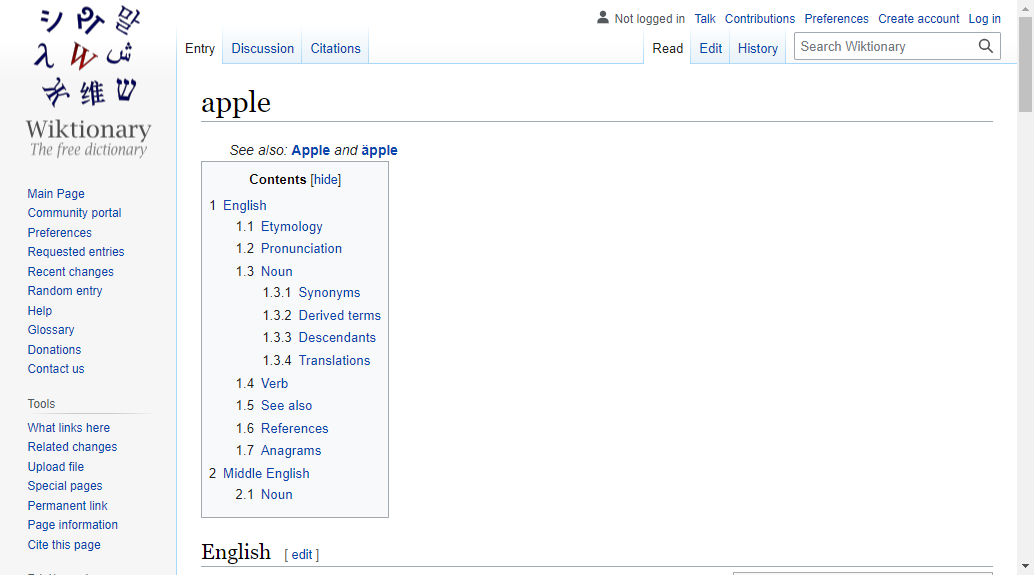 シ Ря 말
λ W ش
维 ש
Wiktionary
The free dictionary
Main Page
Community portal
Preferences
Requested entries
Recent changes
Random entry
Help
Glossary
Donations
Contact us
Tools
What links here
Related changes
Upload file
Special pages
Permanent link
Page information
Cite this page
Not logged in Talk Contributions Preferences Create account Log in
Entry Discussion Citations Read Edit History Search Wiktionary
apple
See also: Apple and äpple
Contents [hide]
1 English
1.1 Etymology
1.2 Pronunciation
1.3 Noun
1.3.1 Synonyms
1.3.2 Derived terms
1.3.3 Descendants
1.3.4 Translations
1.4 Verb
1.5 See also
1.6 References
1.7 Anagrams
2 Middle English
2.1 Noun
English [ edit ]